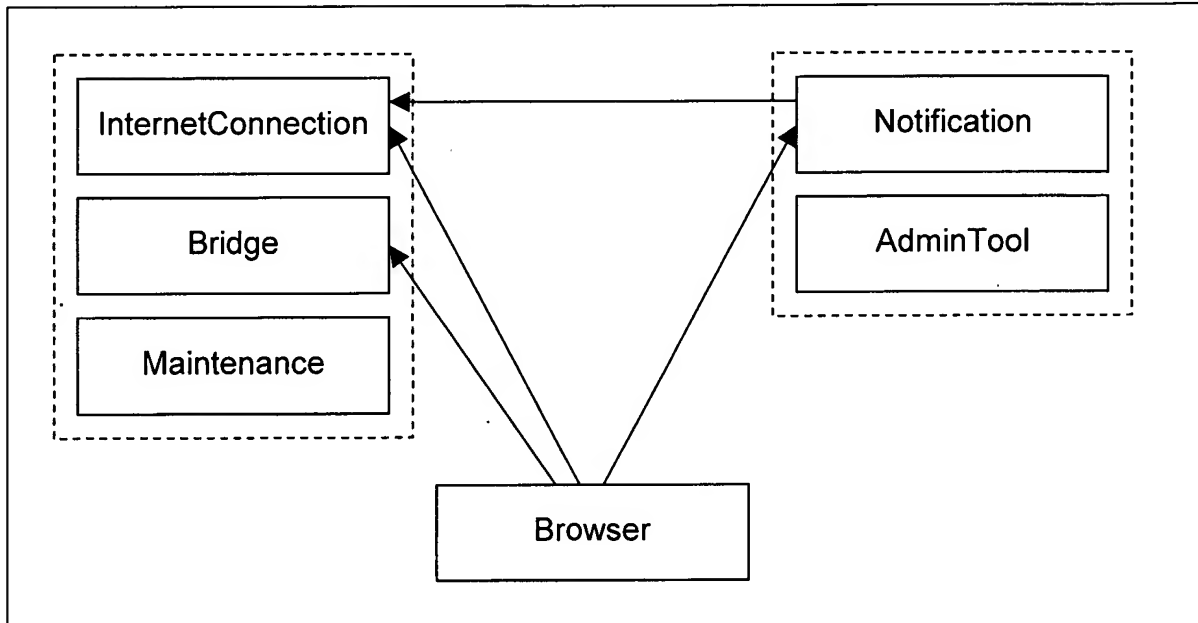 InternetConnection
Bridge
Maintenance
Notification
AdminTool
Browser